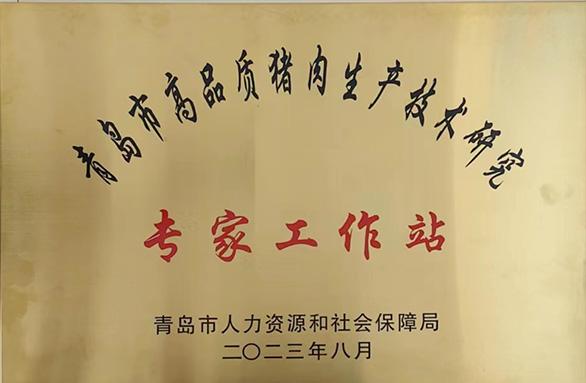 青岛市高品质猪肉生产技术研究
专家工作站
青岛市人力资源和社会保障局
二〇二三年八月